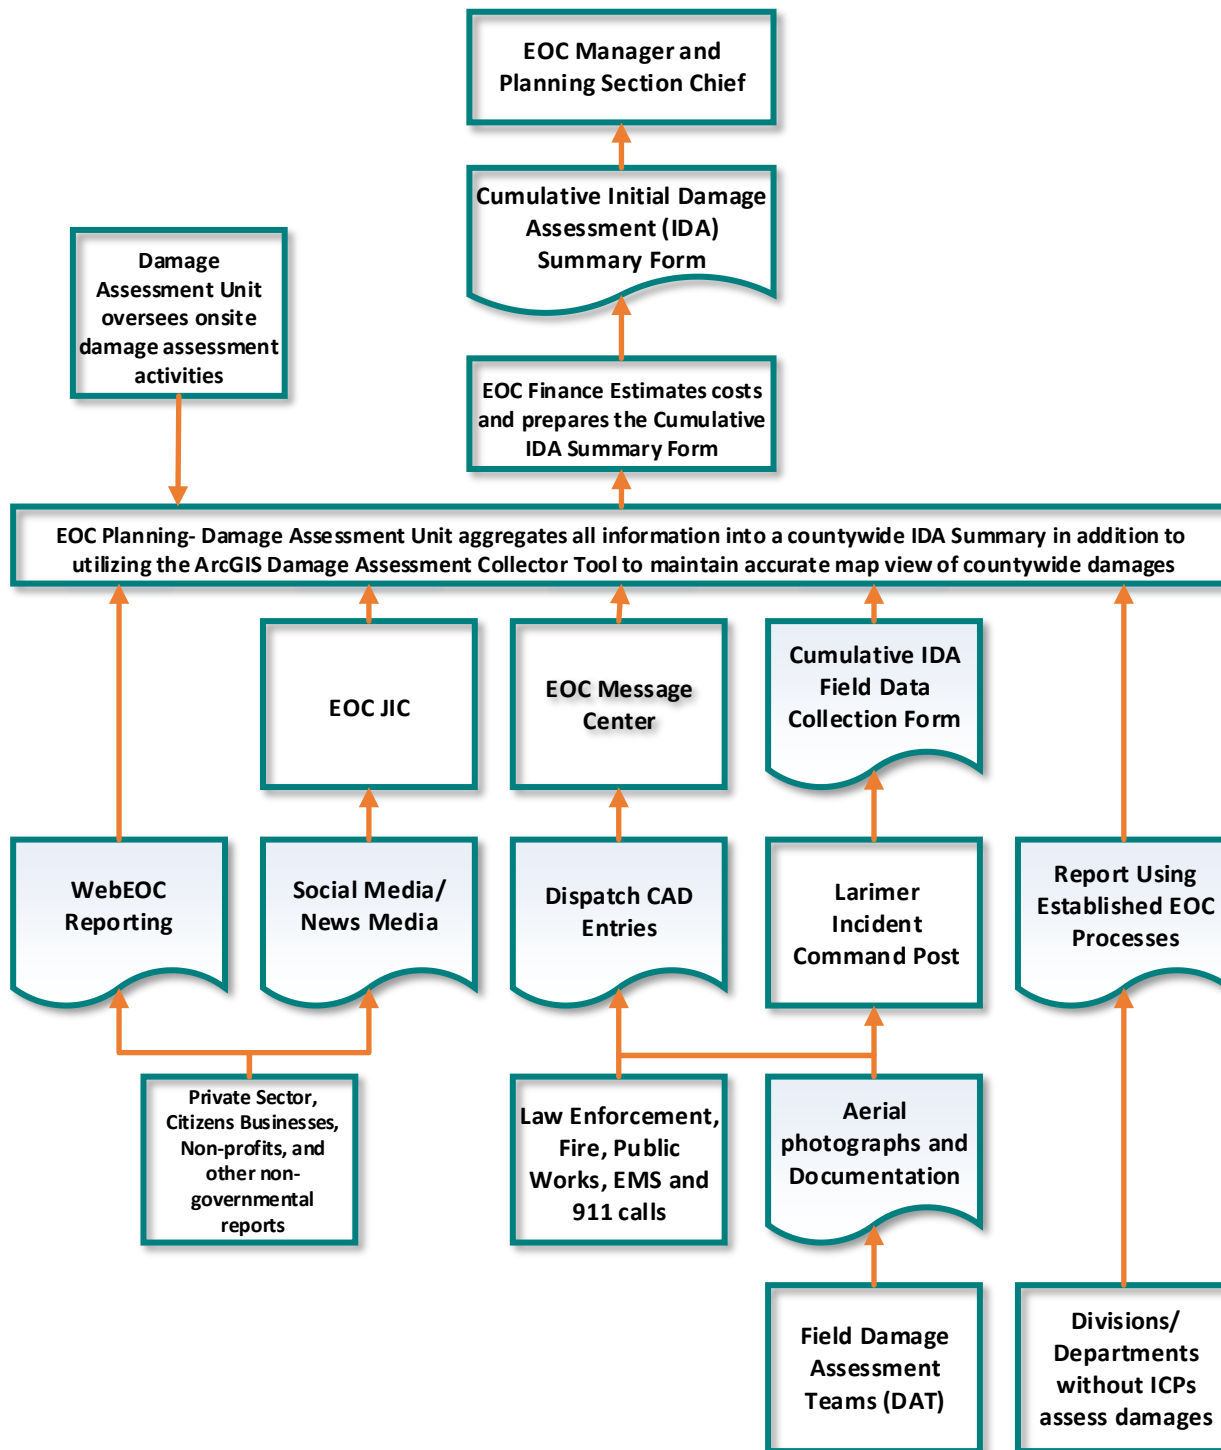 EOC Manager and
Planning Section Chief
Cumulative Initial Damage
Assessment (IDA)
Summary Form
Damage
Assessment Unit
oversees onsite
damage assessment
activities
EOC Finance Estimates costs
and prepares the Cumulative
IDA Summary Form
EOC Planning- Damage Assessment Unit aggregates all information into a countywide IDA Summary in addition to
utilizing the ArcGIS Damage Assessment Collector Tool to maintain accurate map view of countywide damages
EOC JIC
EOC Message
Center
Cumulative IDA
Field Data
Collection Form
WebEOC
Reporting
Social Media/
News Media
Dispatch CAD
Entries
Larimer
Incident
Command Post
Report Using
Established EOC
Processes
Private Sector,
Citizens Businesses,
Non-profits, and
other non-
governmental
reports
Law Enforcement,
Fire, Public
Works, EMS and
911 calls
Aerial
photographs and
Documentation
Field Damage
Assessment
Teams (DAT)
Divisions/
Departments
without ICPs
assess damages